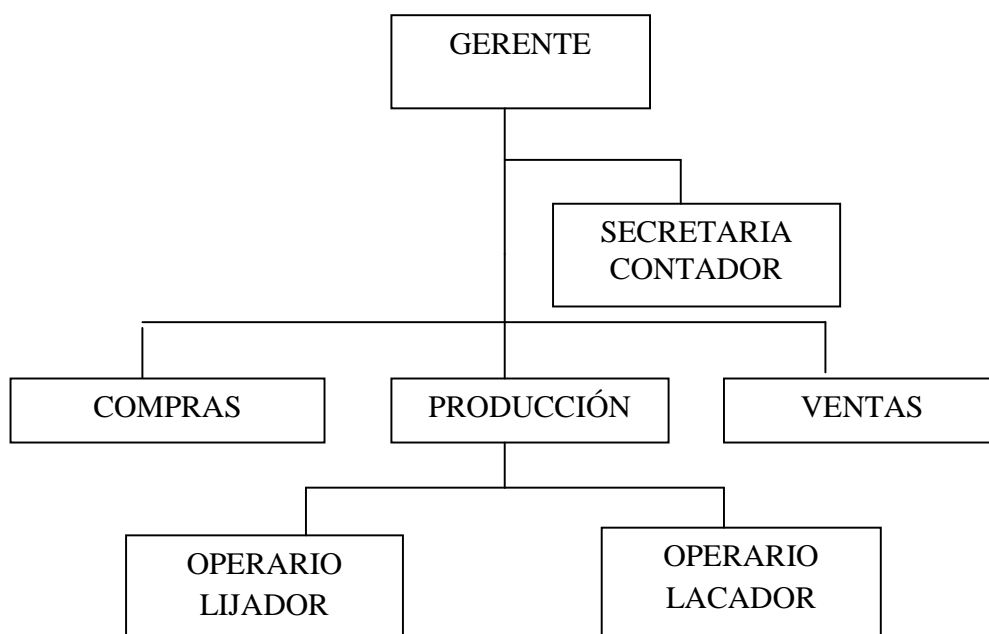 GERENTE
SECRETARIA
CONTADOR
COMPRAS
PRODUCCIÓN
VENTAS
OPERARIO
LIJADOR
OPERARIO
LACADOR